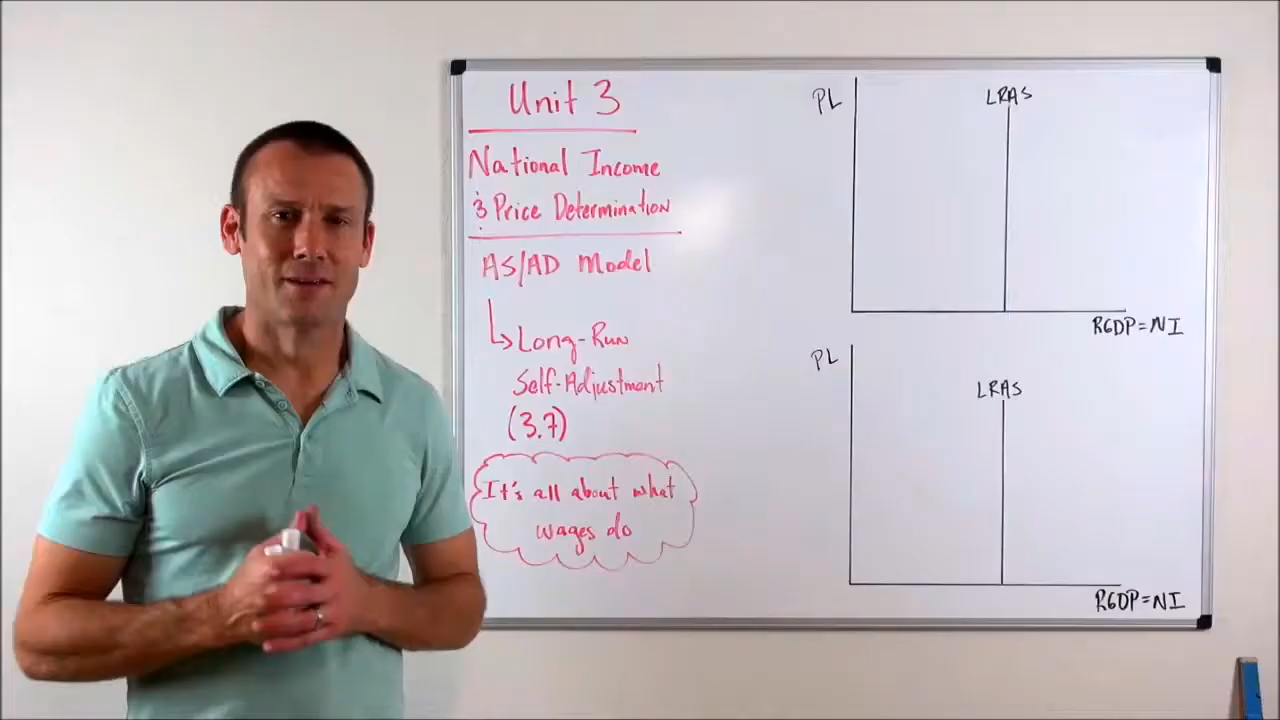 Unit 3
National Income
& Price Determination
AS/AD Model
Long-Run
Self-Adjustment
(3.7)
It's all about what
wages do
PL
LRAS
RGDP=NI
PL
LRAS
RGDP=NI